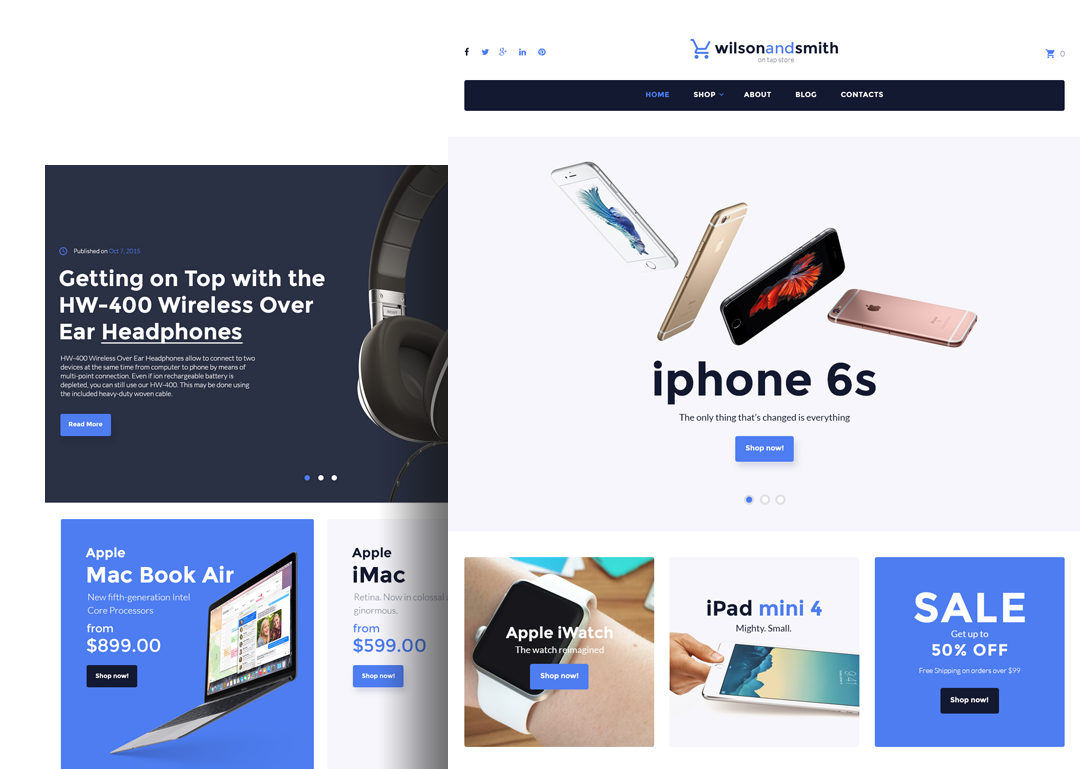 wilsonandsmith
on tap store
0
HOME SHOP ABOUT BLOG CONTACTS
Published on Oct 7, 2015
Getting on Top with the
HW-400 Wireless Over
Ear Headphones
HW-400 Wireless Over Ear Headphones allow to connect to two
devices at the same time from computer to phone by means of
multi-point connection. Even if ion rechargeable battery is
depleted, you can still use our HW-400. This may be done using
the included heavy-duty woven cable.
Read More
iphone 6s
The only thing that's changed is everything
Shop now!
Apple
Mac Book Air
New fifth-generation Intel
Core Processors
from
$899.00
Shop now!
Apple
iMac
Retina. Now in colossal
ginormous.
from
$599.00
Shop now!
Apple iWatch
The watch reimagined
Shop now!
iPad mini 4
Mighty. Small.
SALE
Get up to
50% OFF
Free Shipping on orders over $99
Shop now!